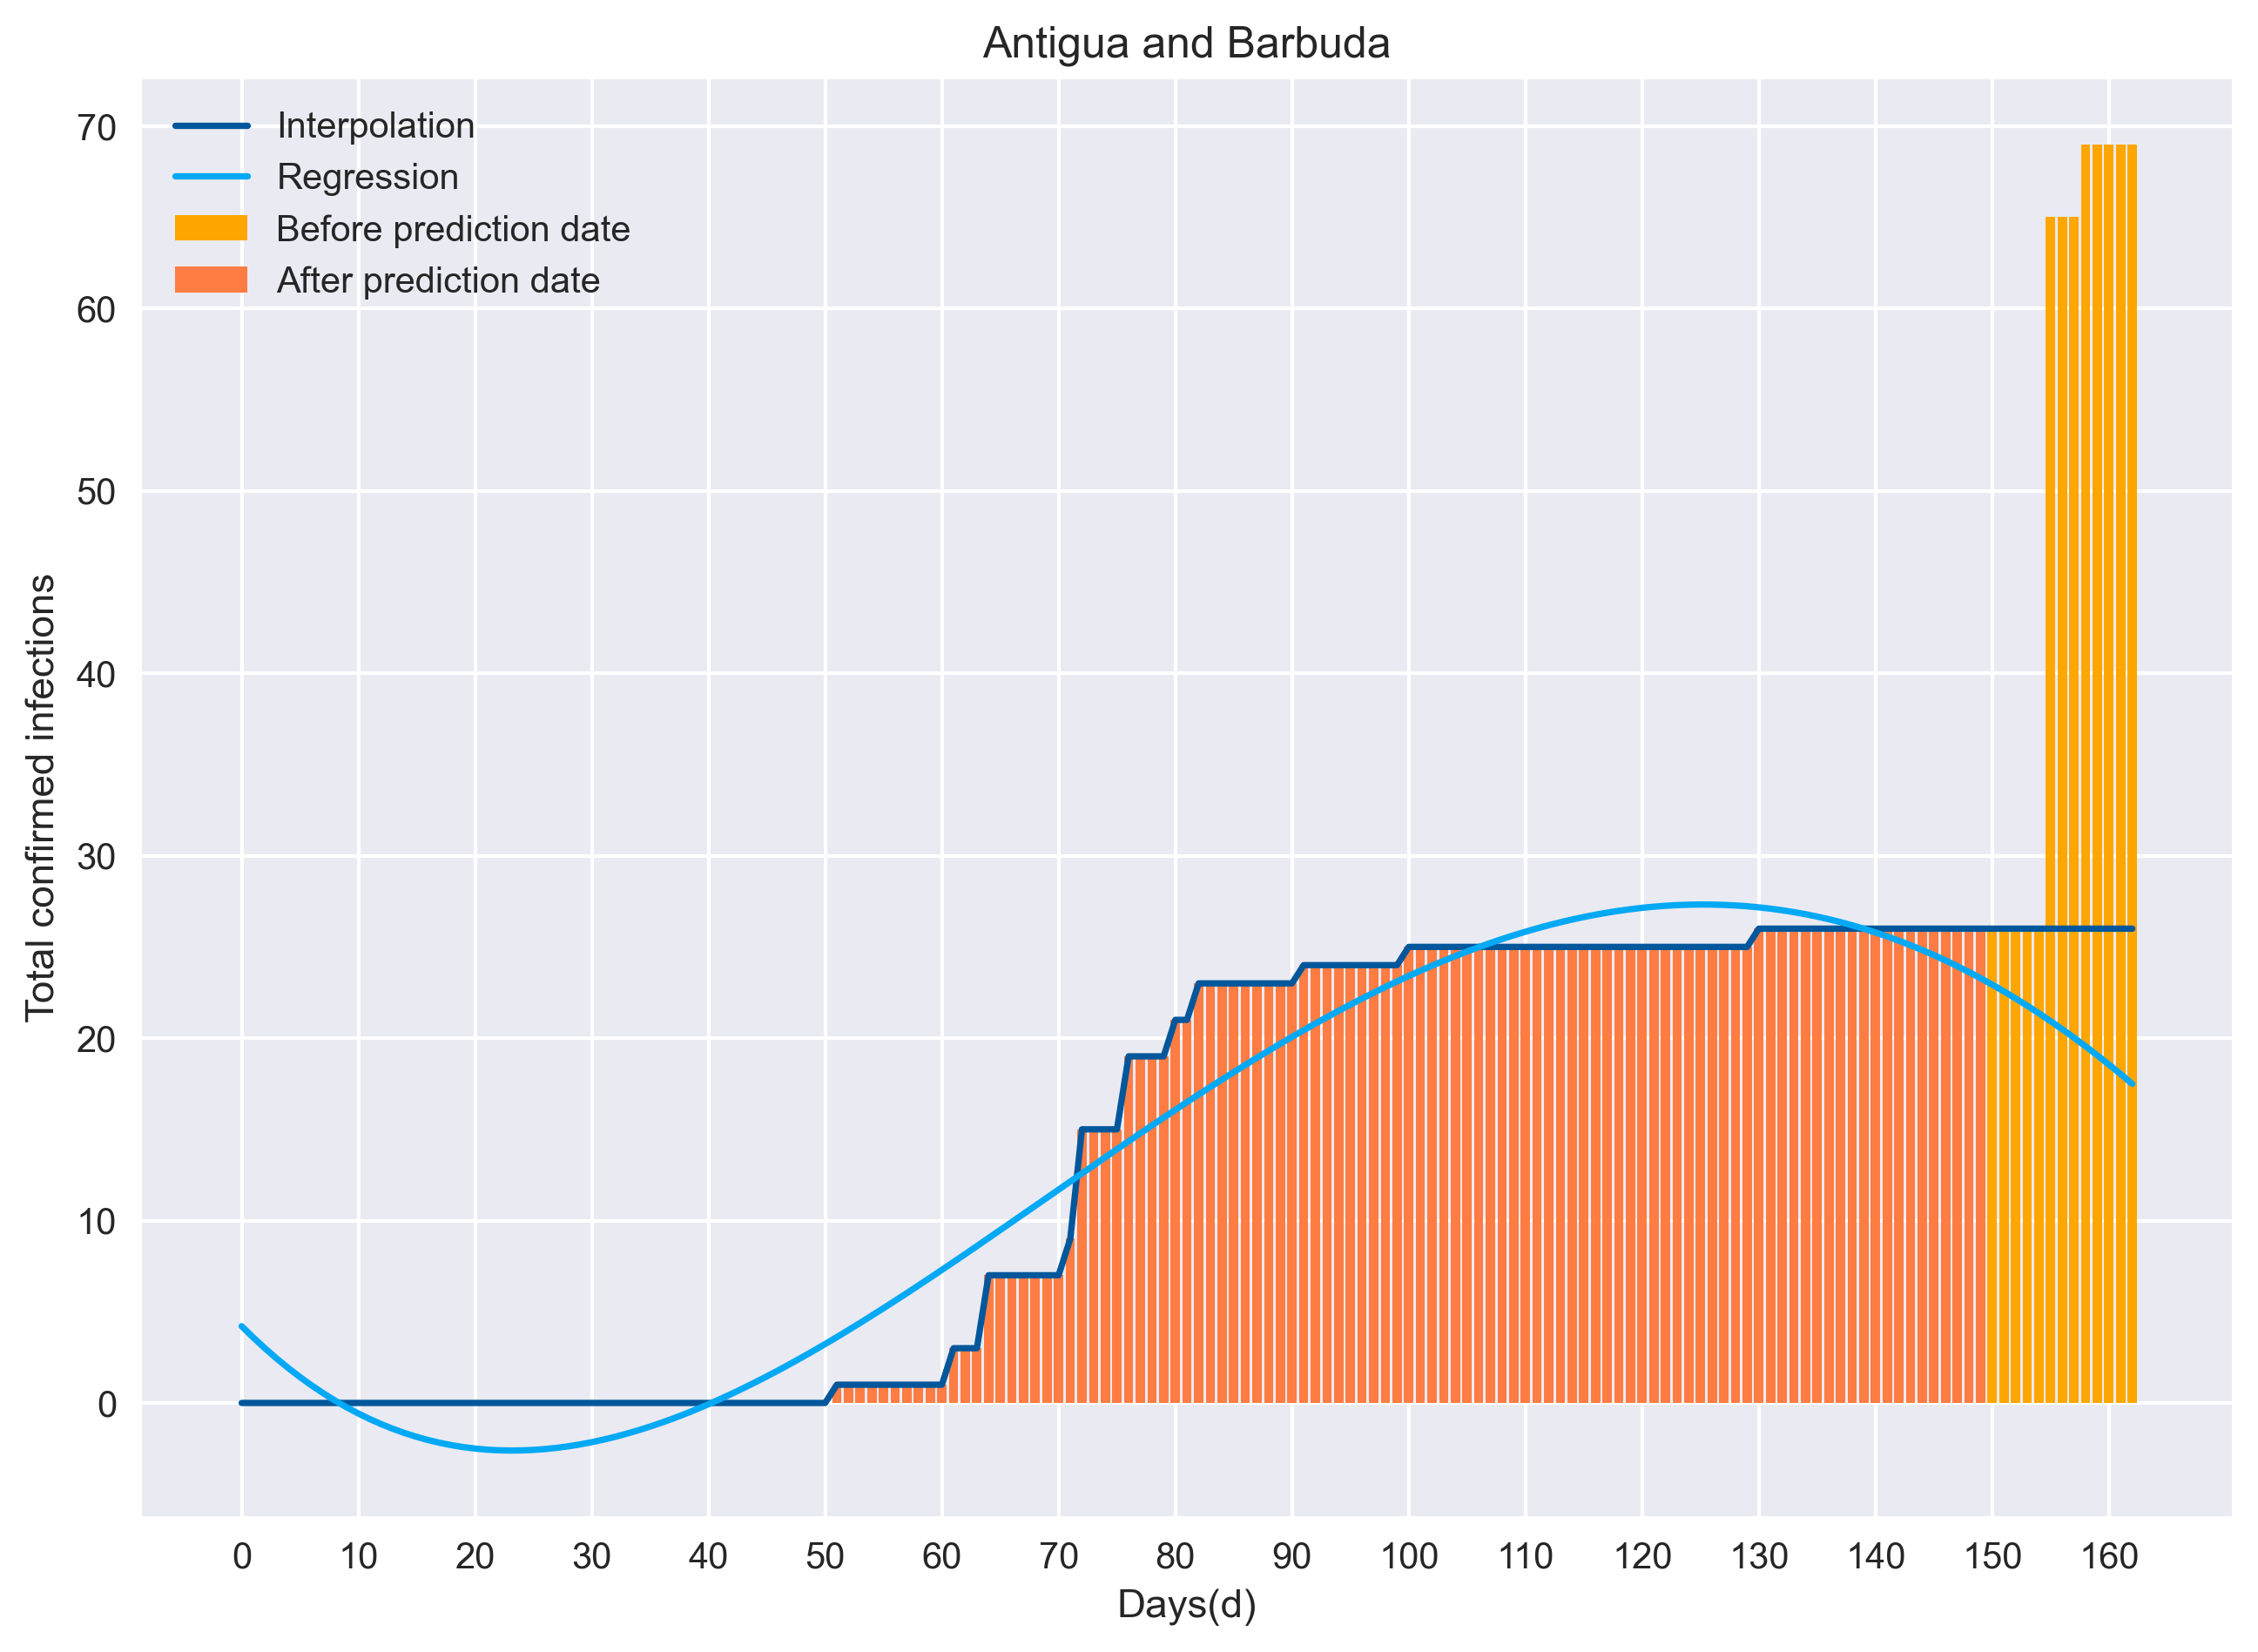 Antigua and Barbuda
Interpolation
Regression
Before prediction date
After prediction date
70
60
50
40
30
20
10
0
Total confirmed infections
0 10 20 30 40 50 60 70 80 90 100 110 120 130 140 150 160
Days(d)